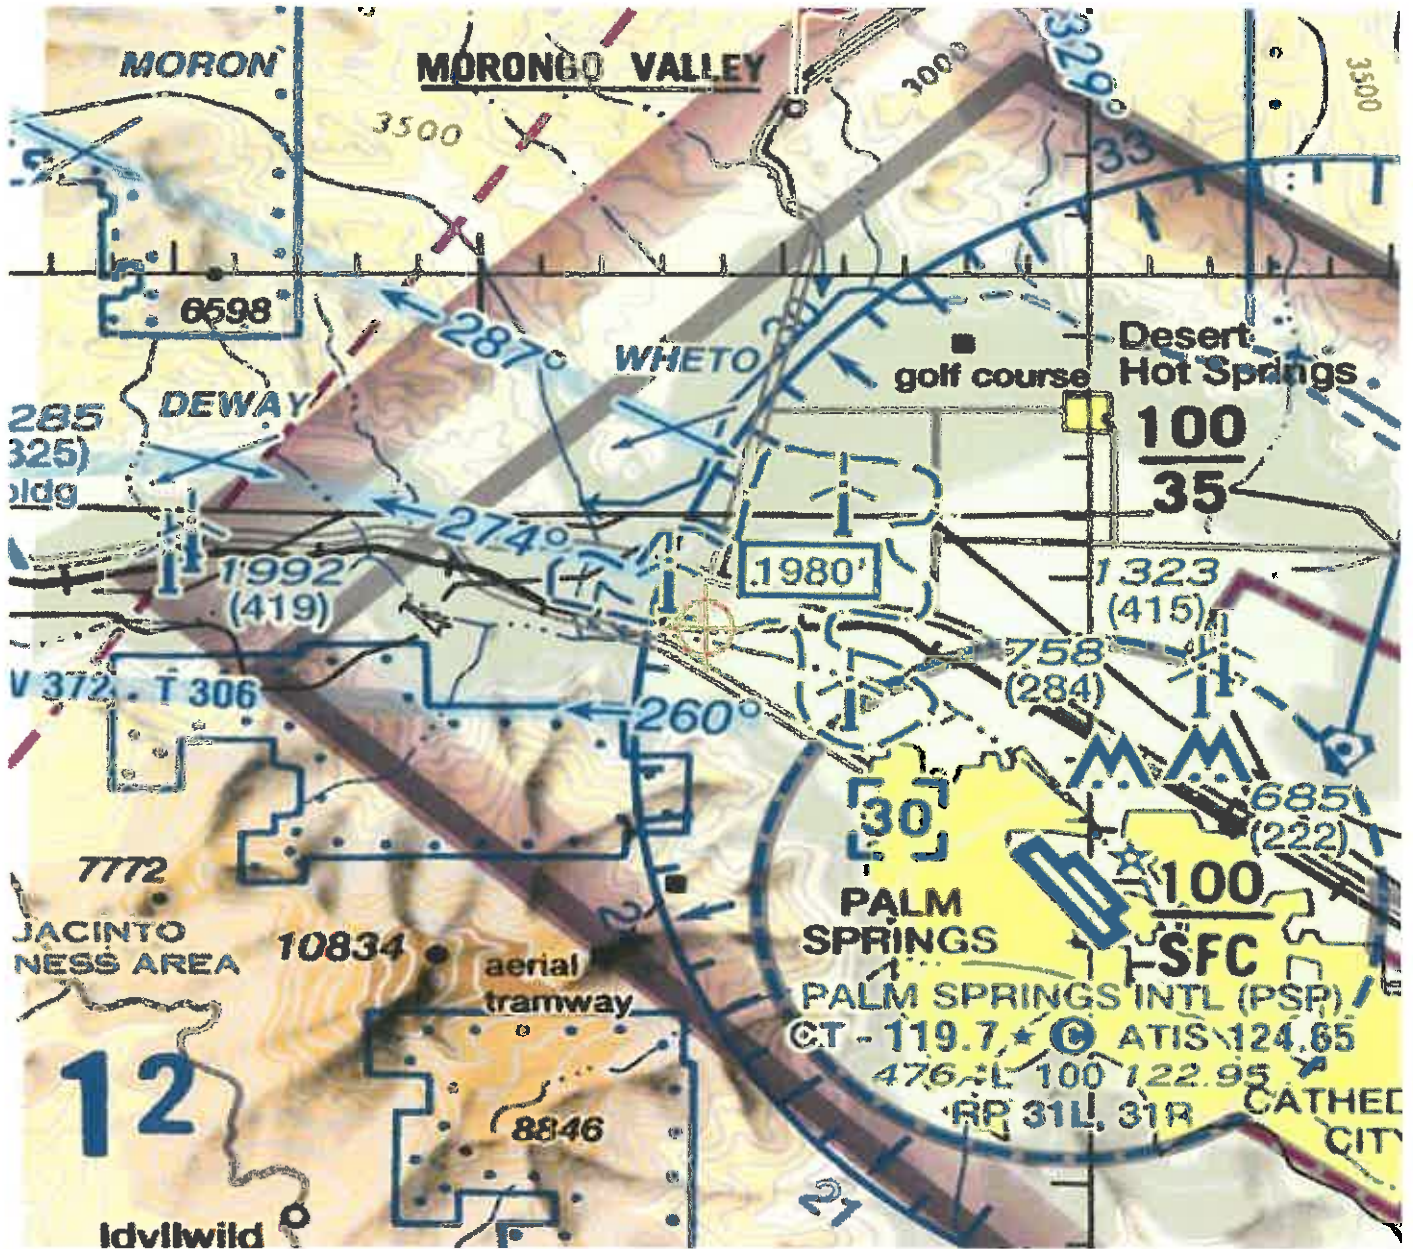 MORON
MORONGO VALLEY
3500
3000
329°
3500
33
6598
287°
WHETO
golf course
Desert
Hot Springs
100
35
DEWAY
285
325)
bldg
274°
1992
(419)
1980'
1323
(415)
758
(284)
V 372
T 306
260°
30
685
(222)
7772
JACINTO
NESS AREA
10834
aerial
tramway
PALM
SPRINGS
100
SFC
PALM SPRINGS INTL (PSP)
CT - 119.7 ★ C ATIS 124.65
476 *L 100 122.95
RP 31L, 31R
12
8846
CATHED
CITY
21
Idyllwild